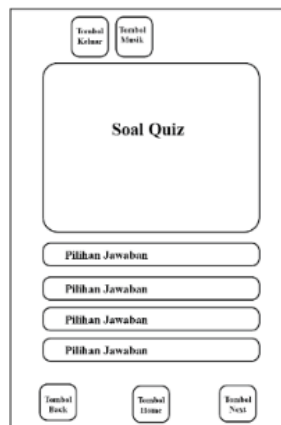 Tombol Tombol
Keluar Musik
Soal Quiz
Pilihan Jawaban
Pilihan Jawaban
Pilihan Jawaban
Pilihan Jawaban
Tombol Tombol Tombol
Back Home Next